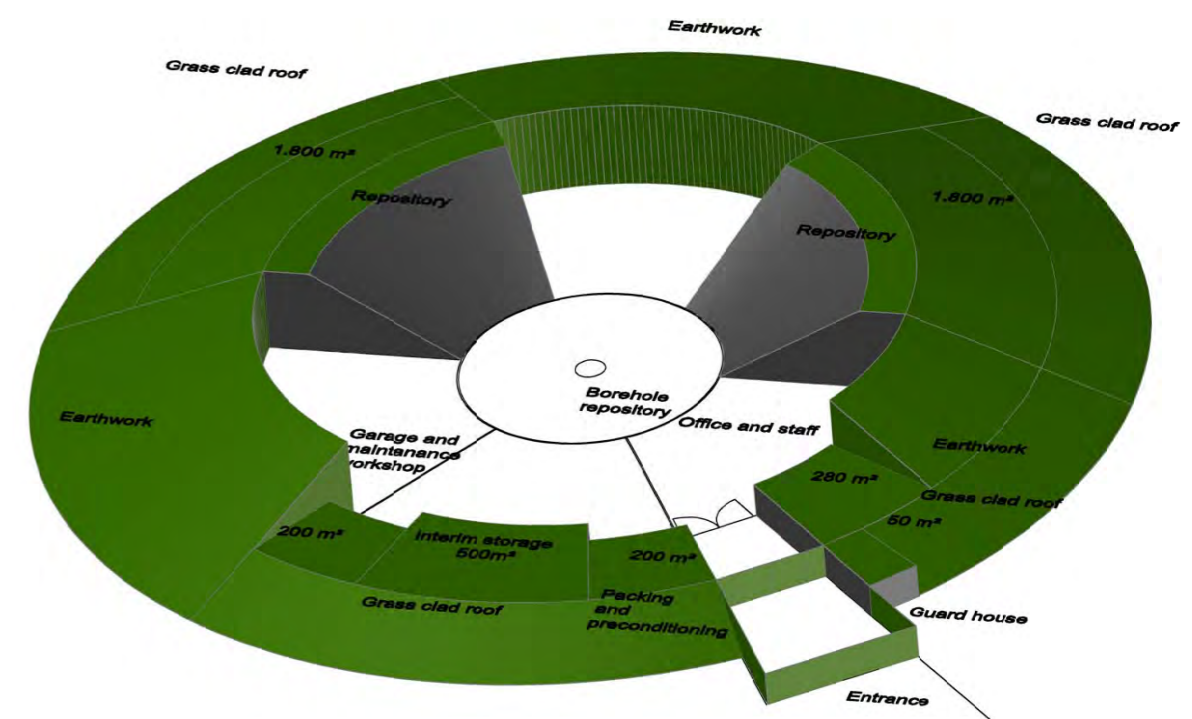 Earthwork
Grass clad roof
Grass clad roof
1.800 m²
1.800 m²
Repository
Repository
Borehole
repository
Office and staff
Earthwork
Garage and
maintanance
workshop
Earthwork
280 m²
Grass clad roof
50 m²
200 m²
Interim storage
500m²
200 m²
Packing
and
preconditioning
Grass clad roof
Guard house
Entrance